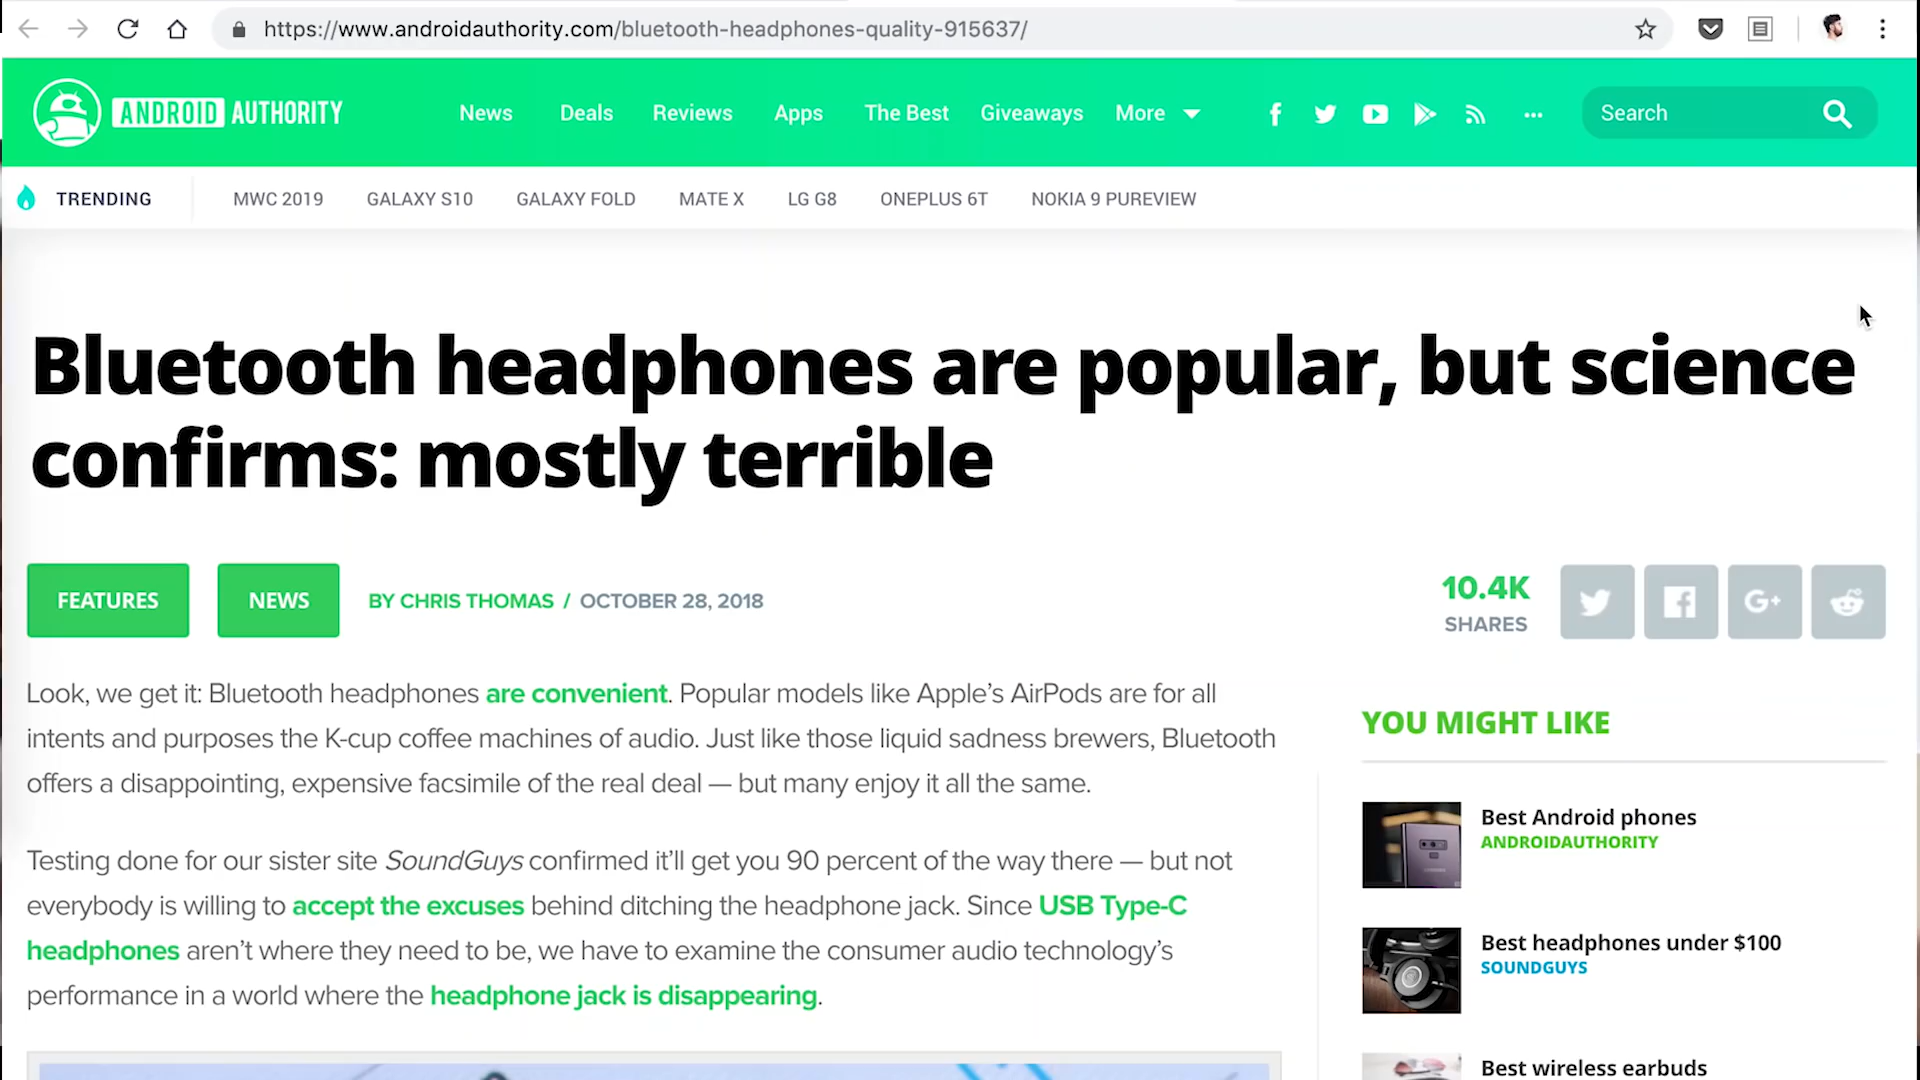 https://www.androidauthority.com/bluetooth-headphones-quality-915637/
ANDROID AUTHORITY
News Deals Reviews Apps The Best Giveaways More Search
TRENDING MWC 2019 GALAXY S10 GALAXY FOLD MATE X LG G8 ONEPLUS 6T NOKIA 9 PUREVIEW
Bluetooth headphones are popular, but science
confirms: mostly terrible
FEATURES NEWS BY CHRIS THOMAS / OCTOBER 28, 2018
10.4K
SHARES
Look, we get it: Bluetooth headphones are convenient. Popular models like Apple’s AirPods are for all
intents and purposes the K-cup coffee machines of audio. Just like those liquid sadness brewers, Bluetooth
offers a disappointing, expensive facsimile of the real deal — but many enjoy it all the same.
Testing done for our sister site SoundGuys confirmed it’ll get you 90 percent of the way there — but not
everybody is willing to accept the excuses behind ditching the headphone jack. Since USB Type-C
headphones aren’t where they need to be, we have to examine the consumer audio technology’s
performance in a world where the headphone jack is disappearing.
YOU MIGHT LIKE
Best Android phones
ANDROIDAUTHORITY
Best headphones under $100
SOUNDGUYS
Best wireless earbuds